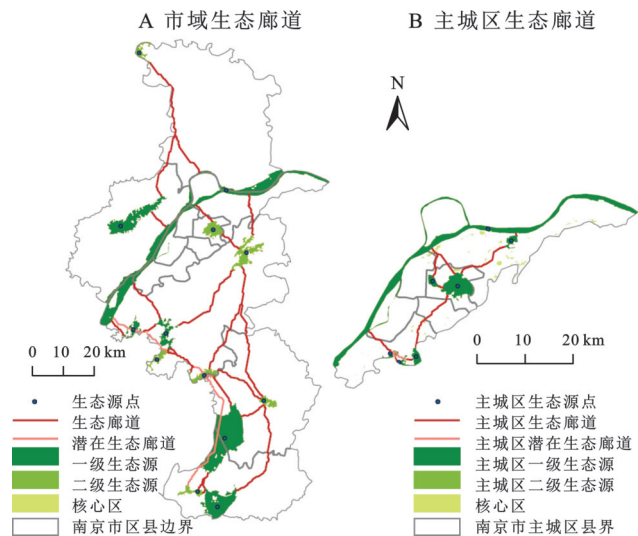 A 市域生态廊道
B 主城区生态廊道
N
0 10 20 km
生态源点
生态廊道
潜在生态廊道
一级生态源
二级生态源
核心区
南京市区县边界
0 10 20 km
主城区生态源点
主城区生态廊道
主城区潜在生态廊道
主城区一级生态源
主城区二级生态源
核心区
南京市主城区县界